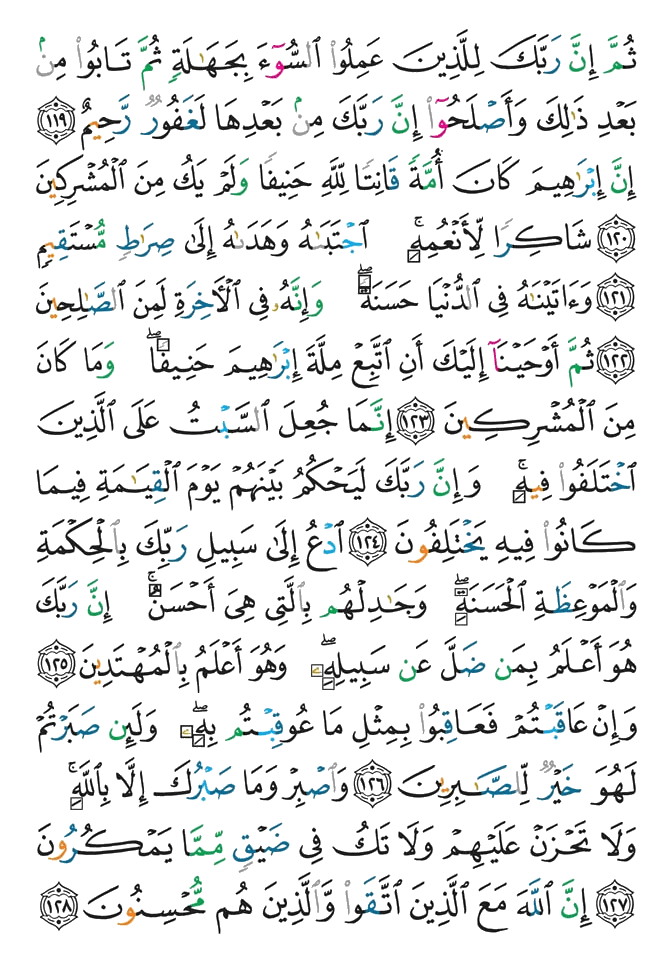 ثُمَّ إِنَّ رَبَّكَ لِلَّذِينَ عَمِلُوا۟ ٱلسُّوٓءَ بِجَهَـٰلَةٍ ثُمَّ تَابُوا۟ مِنۢ
بَعْدِ ذَٰلِكَ وَأَصْلَحُوٓا۟ إِنَّ رَبَّكَ مِنۢ بَعْدِهَا لَغَفُورٌ رَّحِيمٌ ١١٩
إِنَّ إِبْرَٰهِيمَ كَانَ أُمَّةً قَانِتًا لِّلَّهِ حَنِيفًا وَلَمْ يَكُ مِنَ ٱلْمُشْرِكِينَ
١٢٠ شَاكِرًا لِّأَنْعُمِهِۚ ٱجْتَبَىٰهُ وَهَدَىٰهُ إِلَىٰ صِرَٰطٍ مُّسْتَقِيمٍ
١٢١ وَءَاتَيْنَـٰهُ فِى ٱلدُّنْيَا حَسَنَةًۖ وَإِنَّهُۥ فِى ٱلْـَٔاخِرَةِ لَمِنَ ٱلصَّـٰلِحِينَ
١٢٢ ثُمَّ أَوْحَيْنَآ إِلَيْكَ أَنِ ٱتَّبِعْ مِلَّةَ إِبْرَٰهِيمَ حَنِيفًاۖ وَمَا كَانَ
مِنَ ٱلْمُشْرِكِينَ ١٢٣ إِنَّمَا جُعِلَ ٱلسَّبْتُ عَلَى ٱلَّذِينَ
ٱخْتَلَفُوا۟ فِيهِۚ وَإِنَّ رَبَّكَ لَيَحْكُمُ بَيْنَهُمْ يَوْمَ ٱلْقِيَـٰمَةِ فِيمَا
كَانُوا۟ فِيهِ يَخْتَلِفُونَ ١٢٤ ٱدْعُ إِلَىٰ سَبِيلِ رَبِّكَ بِٱلْحِكْمَةِ
وَٱلْمَوْعِظَةِ ٱلْحَسَنَةِۖ وَجَـٰدِلْهُم بِٱلَّتِى هِىَ أَحْسَنُۚ إِنَّ رَبَّكَ
هُوَ أَعْلَمُ بِمَن ضَلَّ عَن سَبِيلِهِۦۖ وَهُوَ أَعْلَمُ بِٱلْمُهْتَدِينَ ١٢٥
وَإِنْ عَاقَبْتُمْ فَعَاقِبُوا۟ بِمِثْلِ مَا عُوقِبْتُم بِهِۦۖ وَلَئِن صَبَرْتُمْ
لَهُوَ خَيْرٌ لِّلصَّـٰبِرِينَ ١٢٦ وَٱصْبِرْ وَمَا صَبْرُكَ إِلَّا بِٱللَّهِۚ
وَلَا تَحْزَنْ عَلَيْهِمْ وَلَا تَكُ فِى ضَيْقٍ مِّمَّا يَمْكُرُونَ
١٢٧ إِنَّ ٱللَّهَ مَعَ ٱلَّذِينَ ٱتَّقَوا۟ وَّٱلَّذِينَ هُم مُّحْسِنُونَ ١٢٨